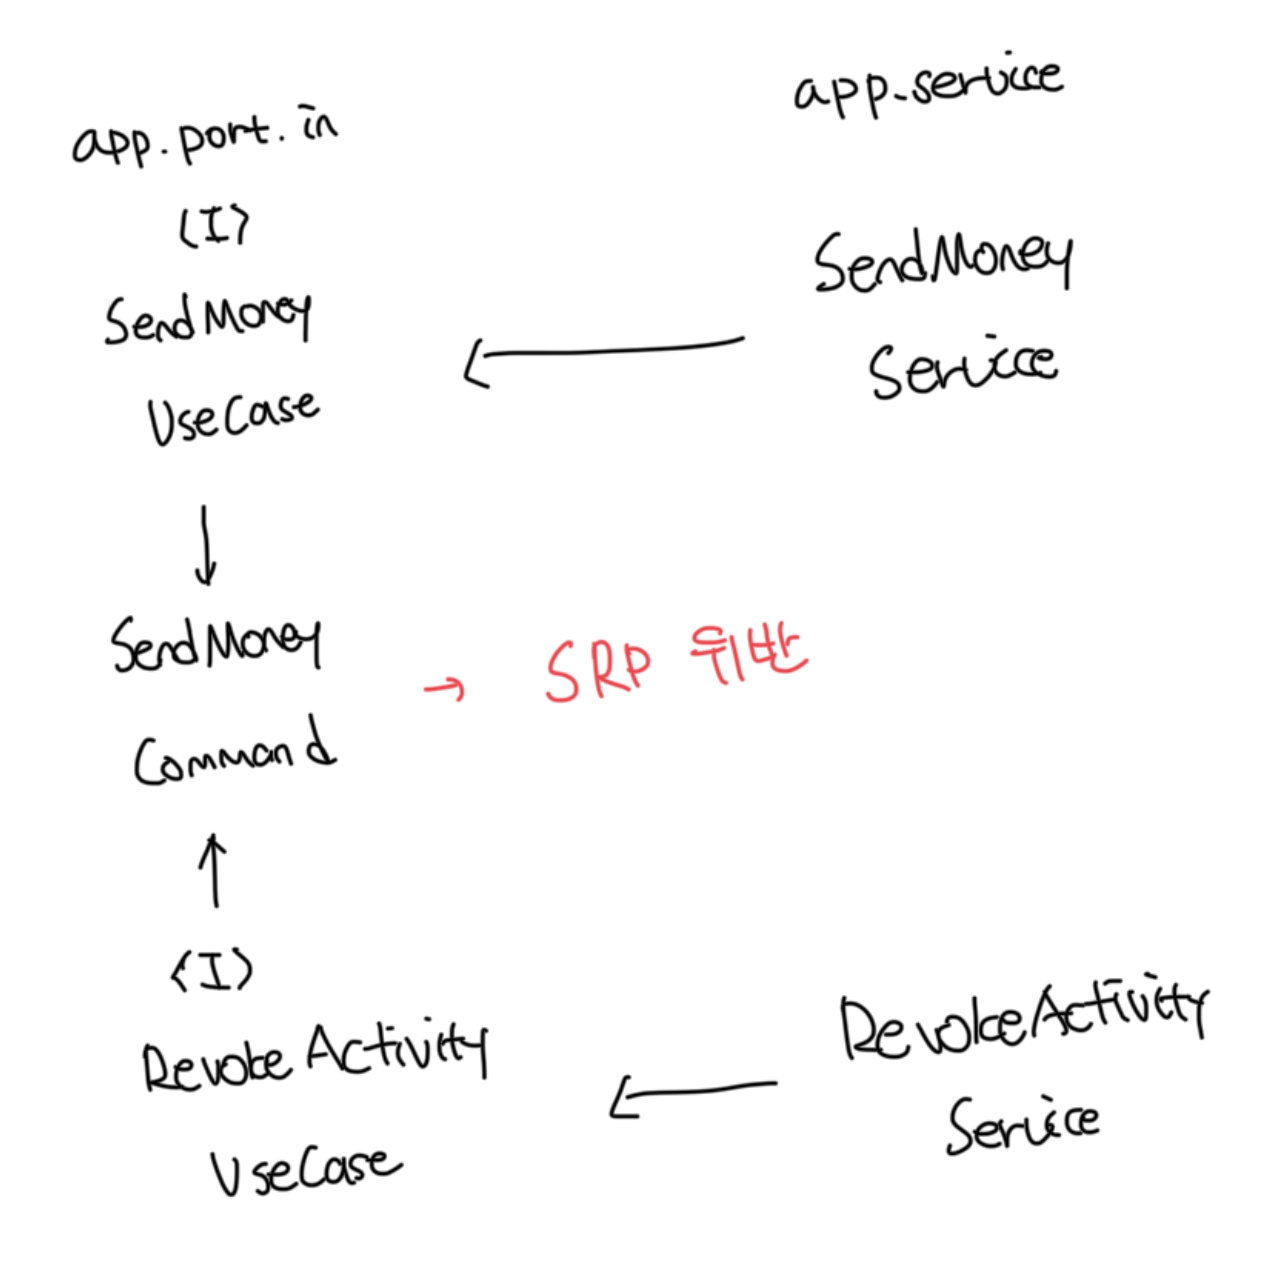 app.port.in
<I>
SendMoney
UseCase
app.service
SendMoney
Service
SendMoney
Command
→ SRP 위반
<I>
RevokeActivity
UseCase
RevokeActivity
Service